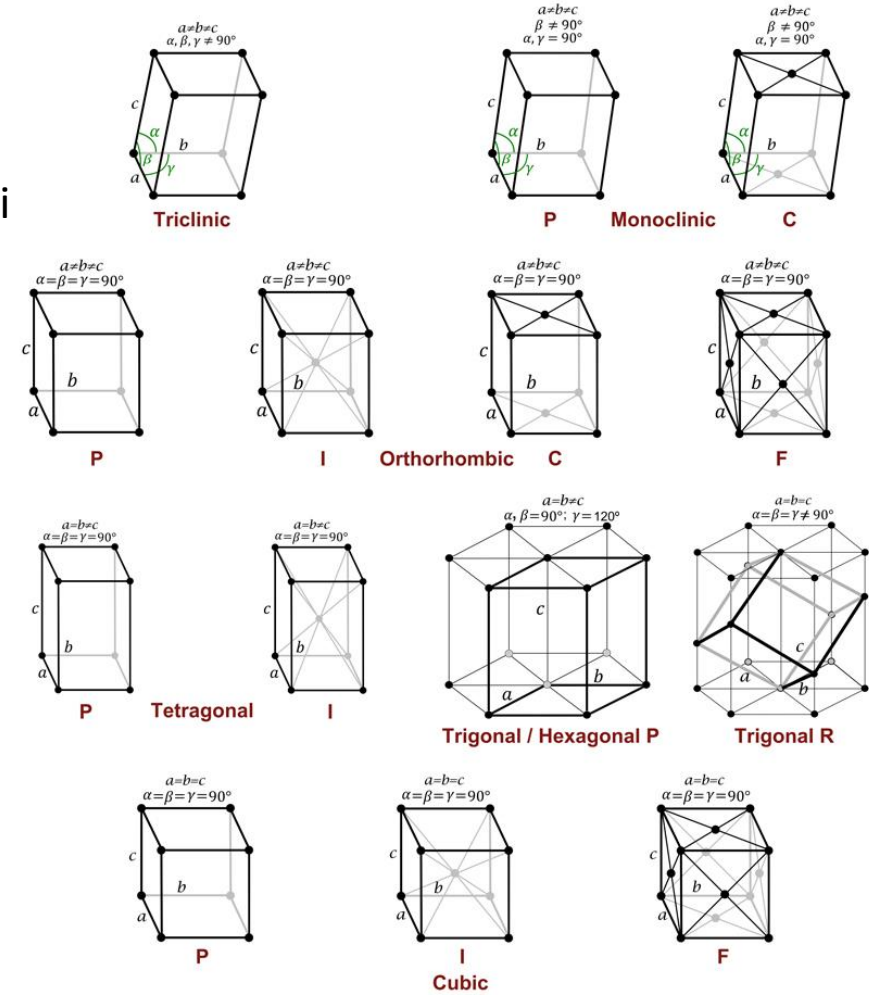 a≠b≠c
α, β, γ ≠ 90°
c
α
b
β
γ
a
Triclinic
a≠b≠c
β ≠ 90°
α, γ = 90°
c
α
b
β
γ
a
P
Monoclinic
a≠b≠c
β ≠ 90°
α, γ = 90°
c
α
b
β
γ
a
C
i
a≠b≠c
α=β=γ=90°
c
b
a
P
a≠b≠c
α=β=γ=90°
c
b
a
I
Orthorhombic
a≠b≠c
α=β=γ=90°
c
b
a
C
a≠b≠c
α=β=γ=90°
c
b
a
F
a=b≠c
α=β=γ=90°
c
b
a
P
Tetragonal
a=b≠c
α=β=γ=90°
c
b
a
I
a=b≠c
α, β=90°; γ=120°
c
a
b
Trigonal / Hexagonal P
a=b=c
α=β=γ≠90°
c
a
b
Trigonal R
a=b=c
α=β=γ=90°
c
b
a
P
a=b=c
α=β=γ=90°
c
b
a
I
a=b=c
α=β=γ=90°
c
b
a
F
Cubic